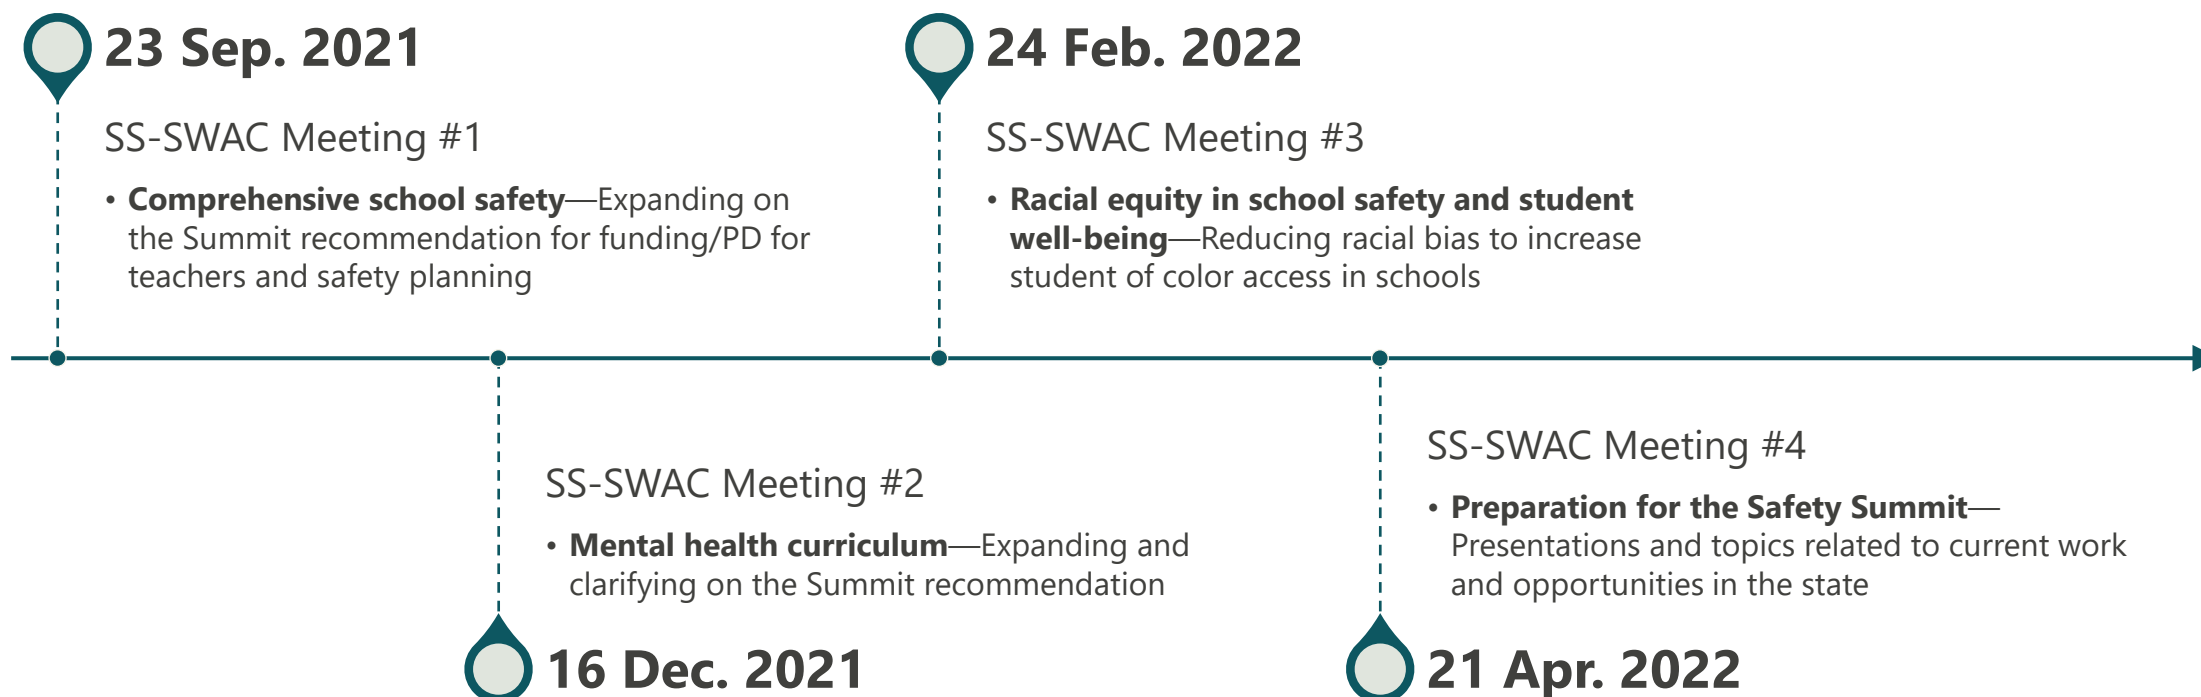 23 Sep. 2021
SS-SWAC Meeting #1
• Comprehensive school safety—Expanding on
the Summit recommendation for funding/PD for
teachers and safety planning
24 Feb. 2022
SS-SWAC Meeting #3
• Racial equity in school safety and student
well-being—Reducing racial bias to increase
student of color access in schools
SS-SWAC Meeting #2
• Mental health curriculum—Expanding and
clarifying on the Summit recommendation
16 Dec. 2021
SS-SWAC Meeting #4
• Preparation for the Safety Summit—
Presentations and topics related to current work
and opportunities in the state
21 Apr. 2022